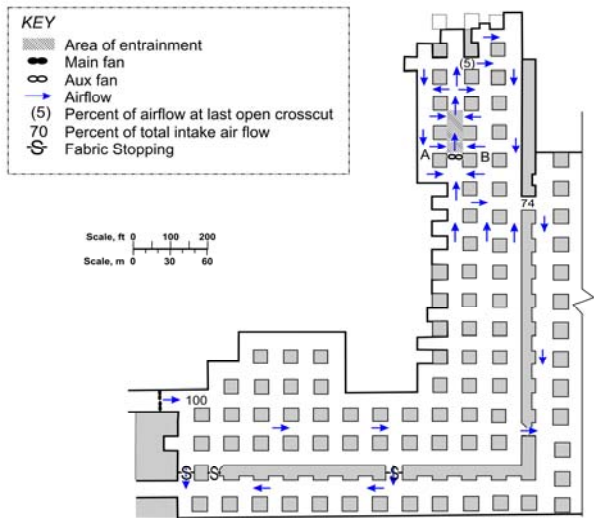 KEY
Area of entrainment
Main fan
Aux fan
Airflow
(5) Percent of airflow at last open crosscut
70 Percent of total intake air flow
S Fabric Stopping
(5)
A
B
74
Scale, ft 0 100 200
Scale, m 0 30 60
100
S
S
S